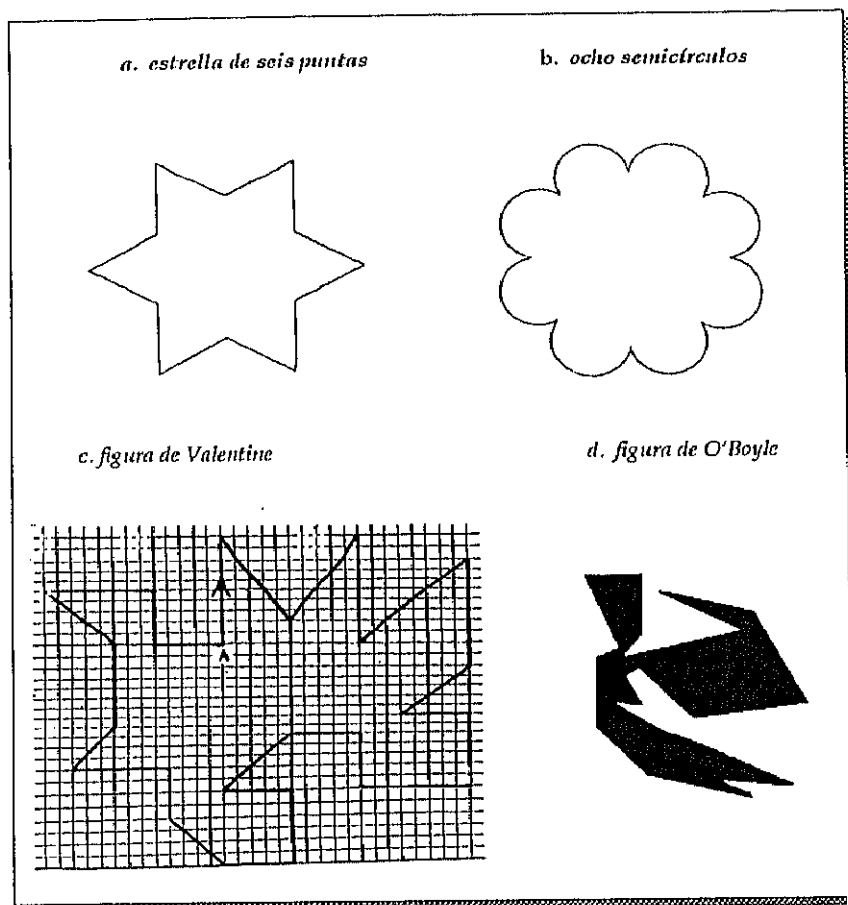 a. estrella de seis puntas
b. ocho semicírculos
c. figura de Valentine
d. figura de O'Boyle
A